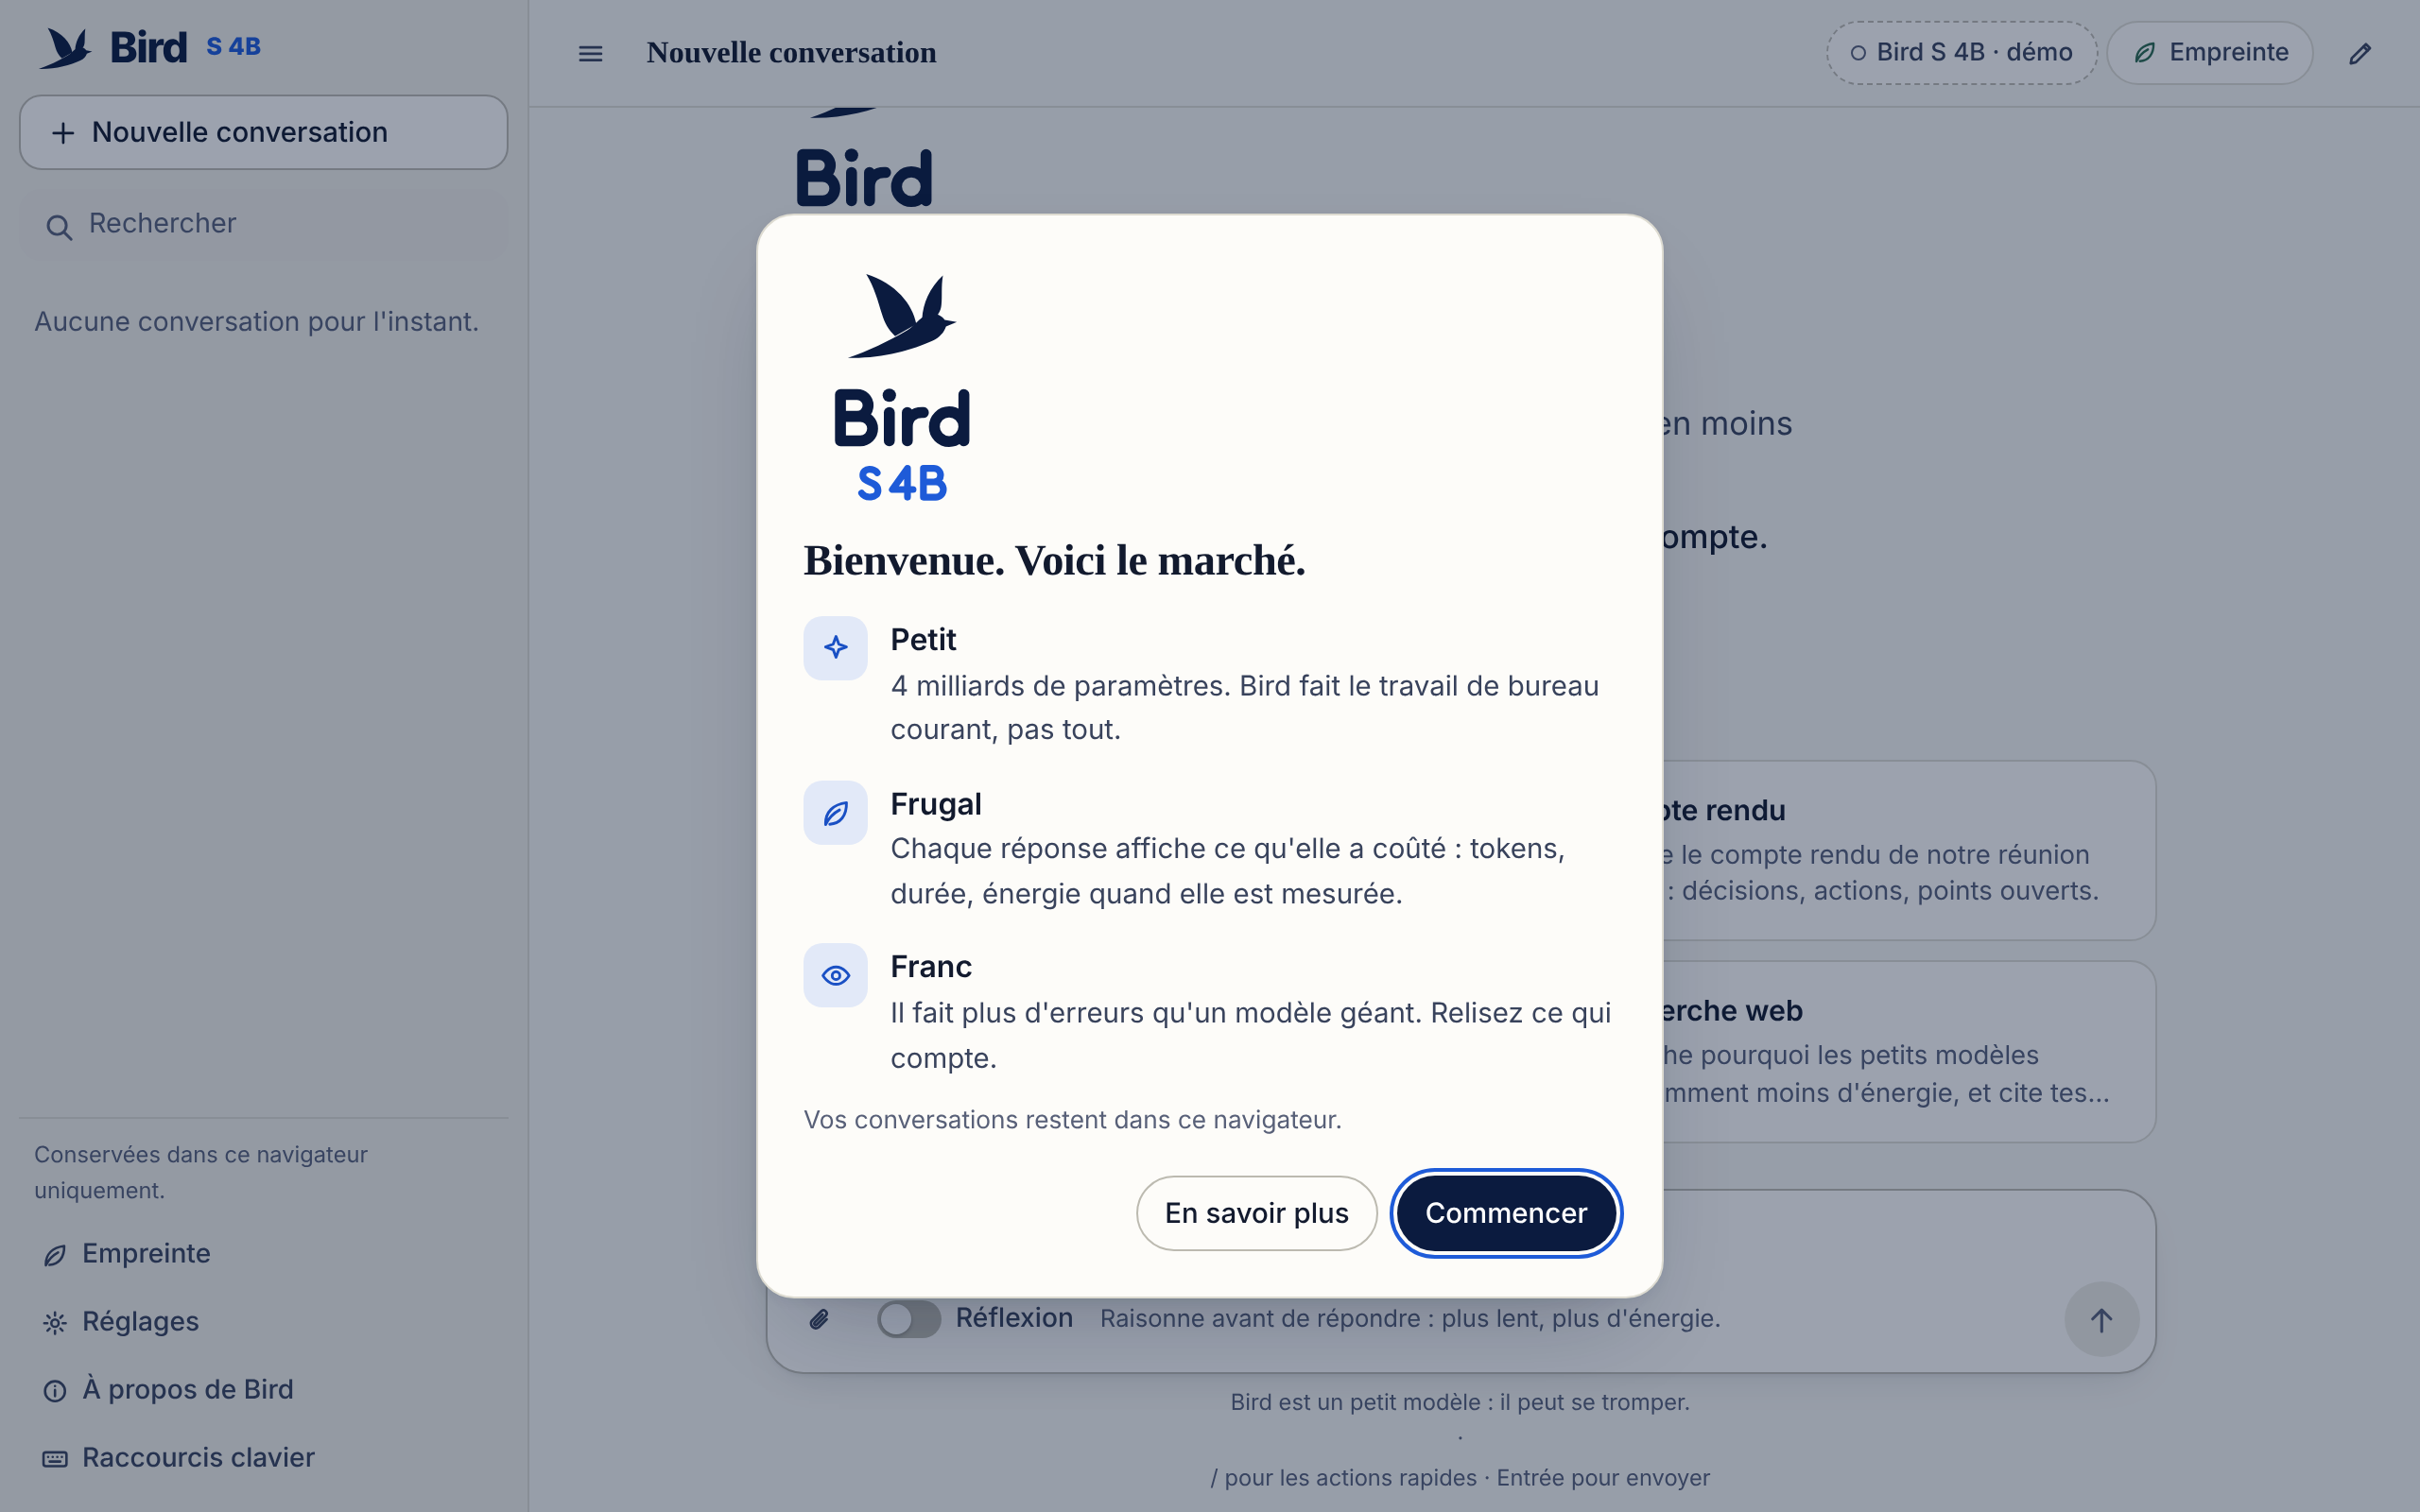 Bird S 4B
Nouvelle conversation
Rechercher
Aucune conversation pour l'instant.
Conservées dans ce navigateur
uniquement.
Empreinte
Réglages
À propos de Bird
Raccourcis clavier
Nouvelle conversation
Bird S 4B · démo
Empreinte
Bird
en moins
compte.
Bird
S 4B
Bienvenue. Voici le marché.
Petit
4 milliards de paramètres. Bird fait le travail de bureau
courant, pas tout.
Frugal
Chaque réponse affiche ce qu'elle a coûté : tokens,
durée, énergie quand elle est mesurée.
Franc
Il fait plus d'erreurs qu'un modèle géant. Relisez ce qui
compte.
Vos conversations restent dans ce navigateur.
En savoir plus
Commencer
rendu
le compte rendu de notre réunion
: décisions, actions, points ouverts.
web
pourquoi les petits modèles
moins d'énergie, et cite tes...
Réflexion
Raisonne avant de répondre : plus lent, plus d'énergie.
Bird est un petit modèle : il peut se tromper.
·
/ pour les actions rapides · Entrée pour envoyer